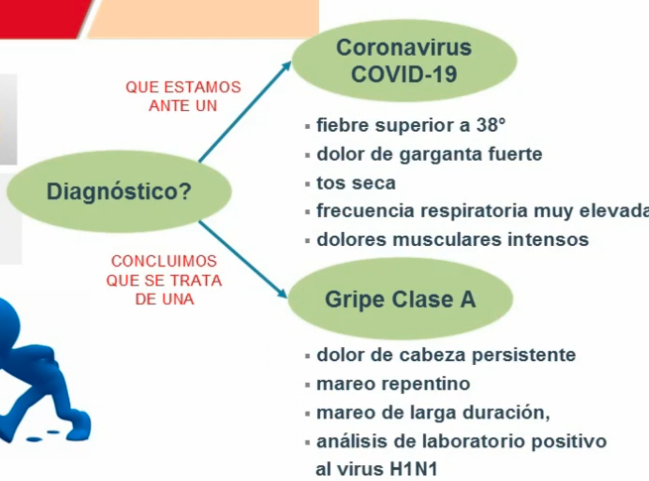 Coronavirus
COVID-19
QUE ESTAMOS
ANTE UN
fiebre superior a 38°
dolor de garganta fuerte
tos seca
frecuencia respiratoria muy elevada
dolores musculares intensos
Diagnóstico?
CONCLUIMOS
QUE SE TRATA
DE UNA
Gripe Clase A
dolor de cabeza persistente
mareo repentino
mareo de larga duración,
análisis de laboratorio positivo
al virus H1N1